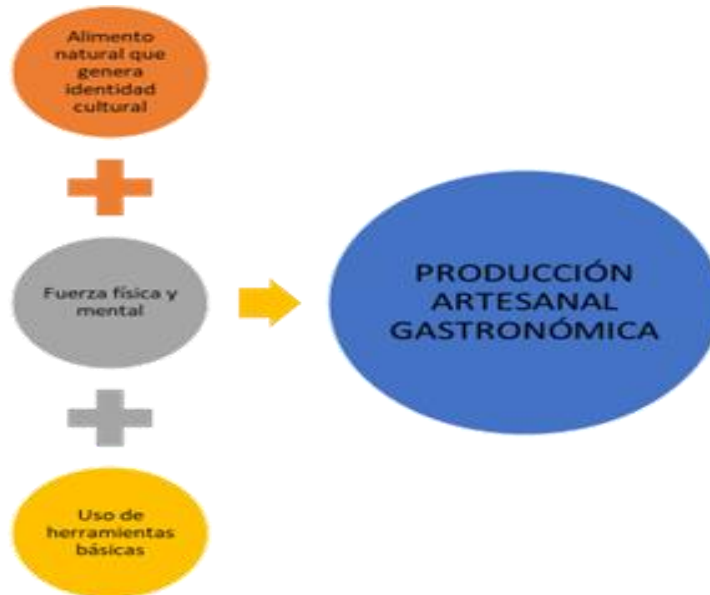 Alimento
natural que
genera
identidad
cultural
Fuerza física y
mental
Uso de
herramientas
básicas
PRODUCCIÓN
ARTESANAL
GASTRONÓMICA